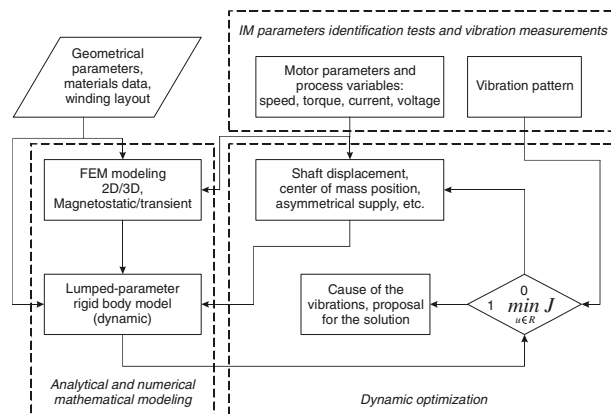 IM parameters identification tests and vibration measurements
Geometrical
parameters,
materials data,
winding layout
Motor parameters and
process variables:
speed, torque, current, voltage
Vibration pattern
FEM modeling
2D/3D,
Magnetostatic/transient
Shaft displacement,
center of mass position,
asymmetrical supply, etc.
Lumped-parameter
rigid body model
(dynamic)
Cause of the
vibrations, proposal
for the solution
0
1 min J
u∈R
Analytical and numerical
mathematical modeling
Dynamic optimization